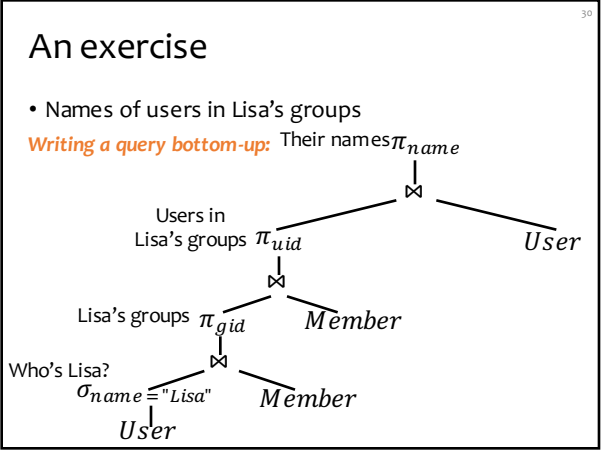 30
An exercise
• Names of users in Lisa's groups
Writing a query bottom-up: Their names π_name
⋈
Users in
Lisa's groups π_uid User
⋈
Lisa's groups π_gid Member
⋈
Who's Lisa?
σ_name="Lisa" Member
User